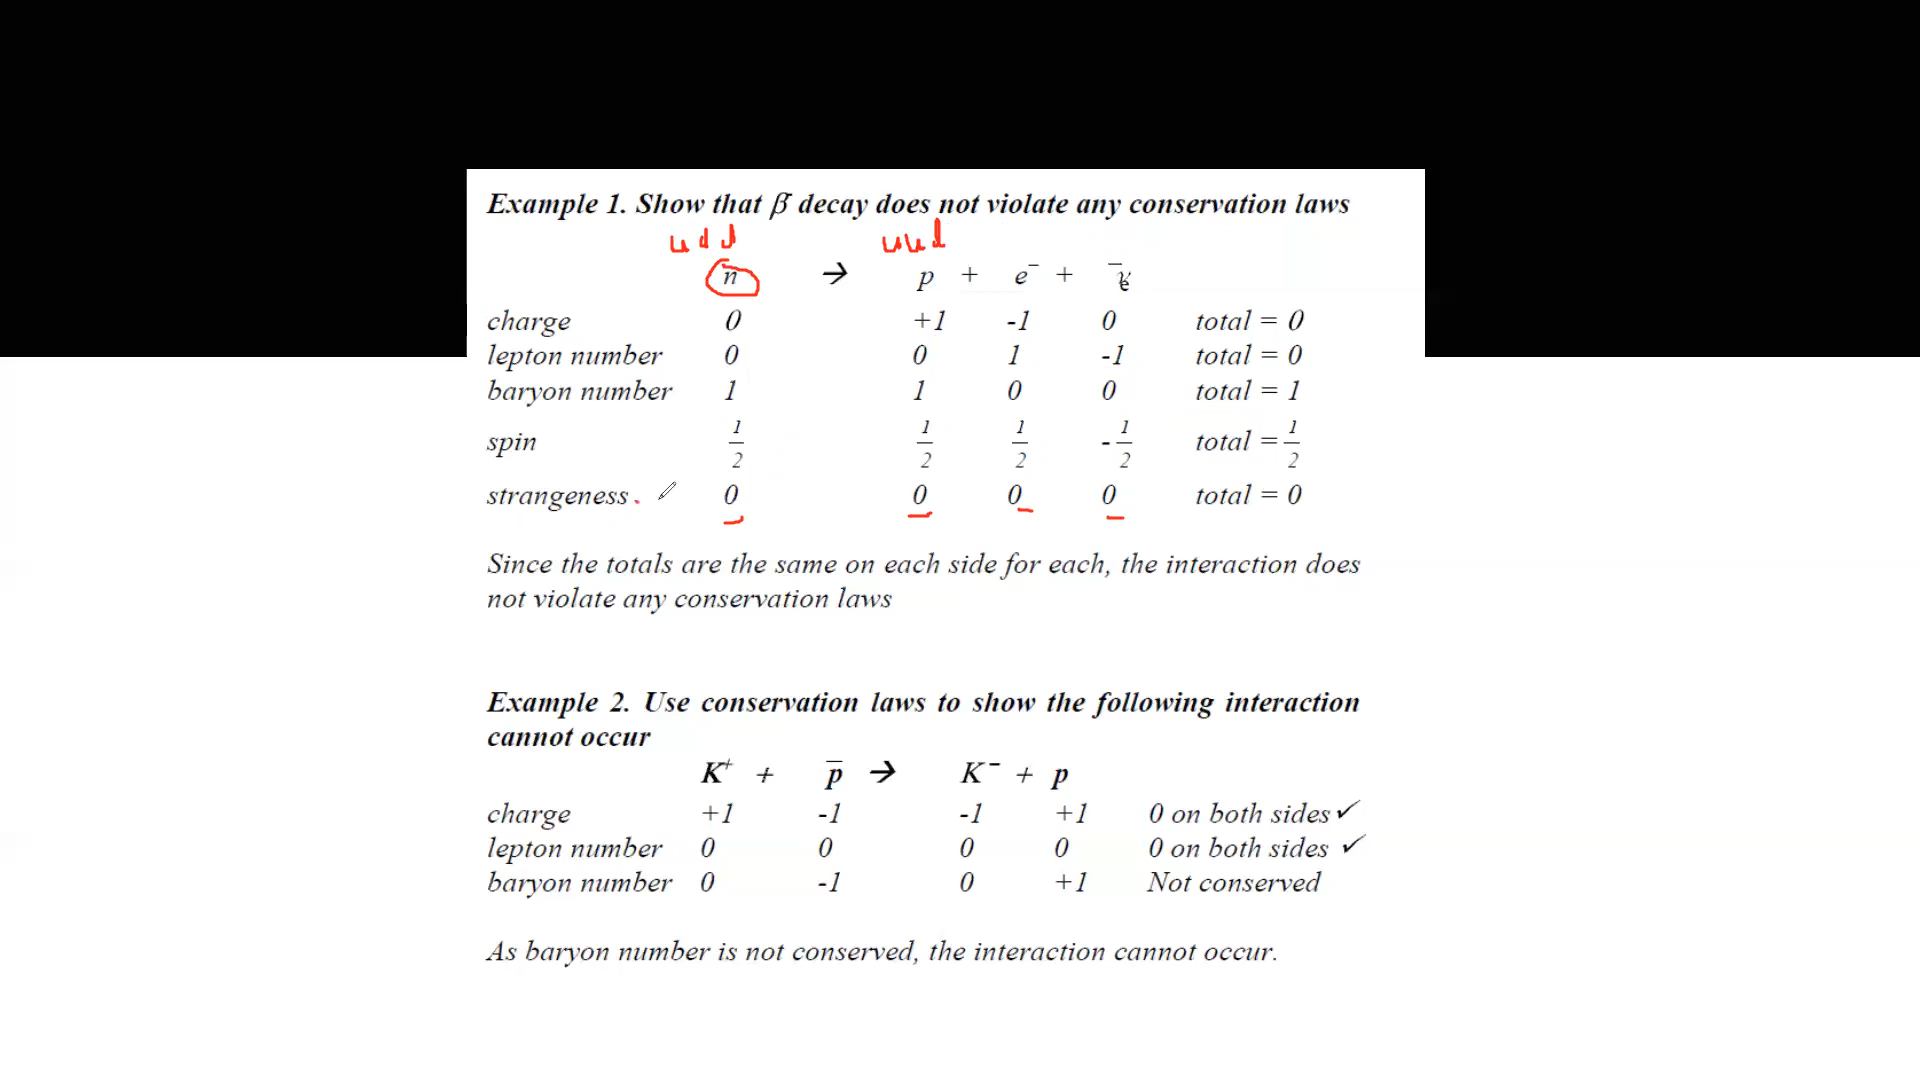 Example 1. Show that β⁻ decay does not violate any conservation laws
udd uud
n → p + e⁻ + ν̅ₑ
charge 0 +1 -1 0 total = 0
lepton number 0 0 1 -1 total = 0
baryon number 1 1 0 0 total = 1
spin 1/2 1/2 1/2 -1/2 total = 1/2
strangeness 0 0 0 0 total = 0
Since the totals are the same on each side for each, the interaction does
not violate any conservation laws
Example 2. Use conservation laws to show the following interaction
cannot occur
K⁺ + p̅ → K⁻ + p
charge +1 -1 -1 +1 0 on both sides ✓
lepton number 0 0 0 0 0 on both sides ✓
baryon number 0 -1 0 +1 Not conserved
As baryon number is not conserved, the interaction cannot occur.